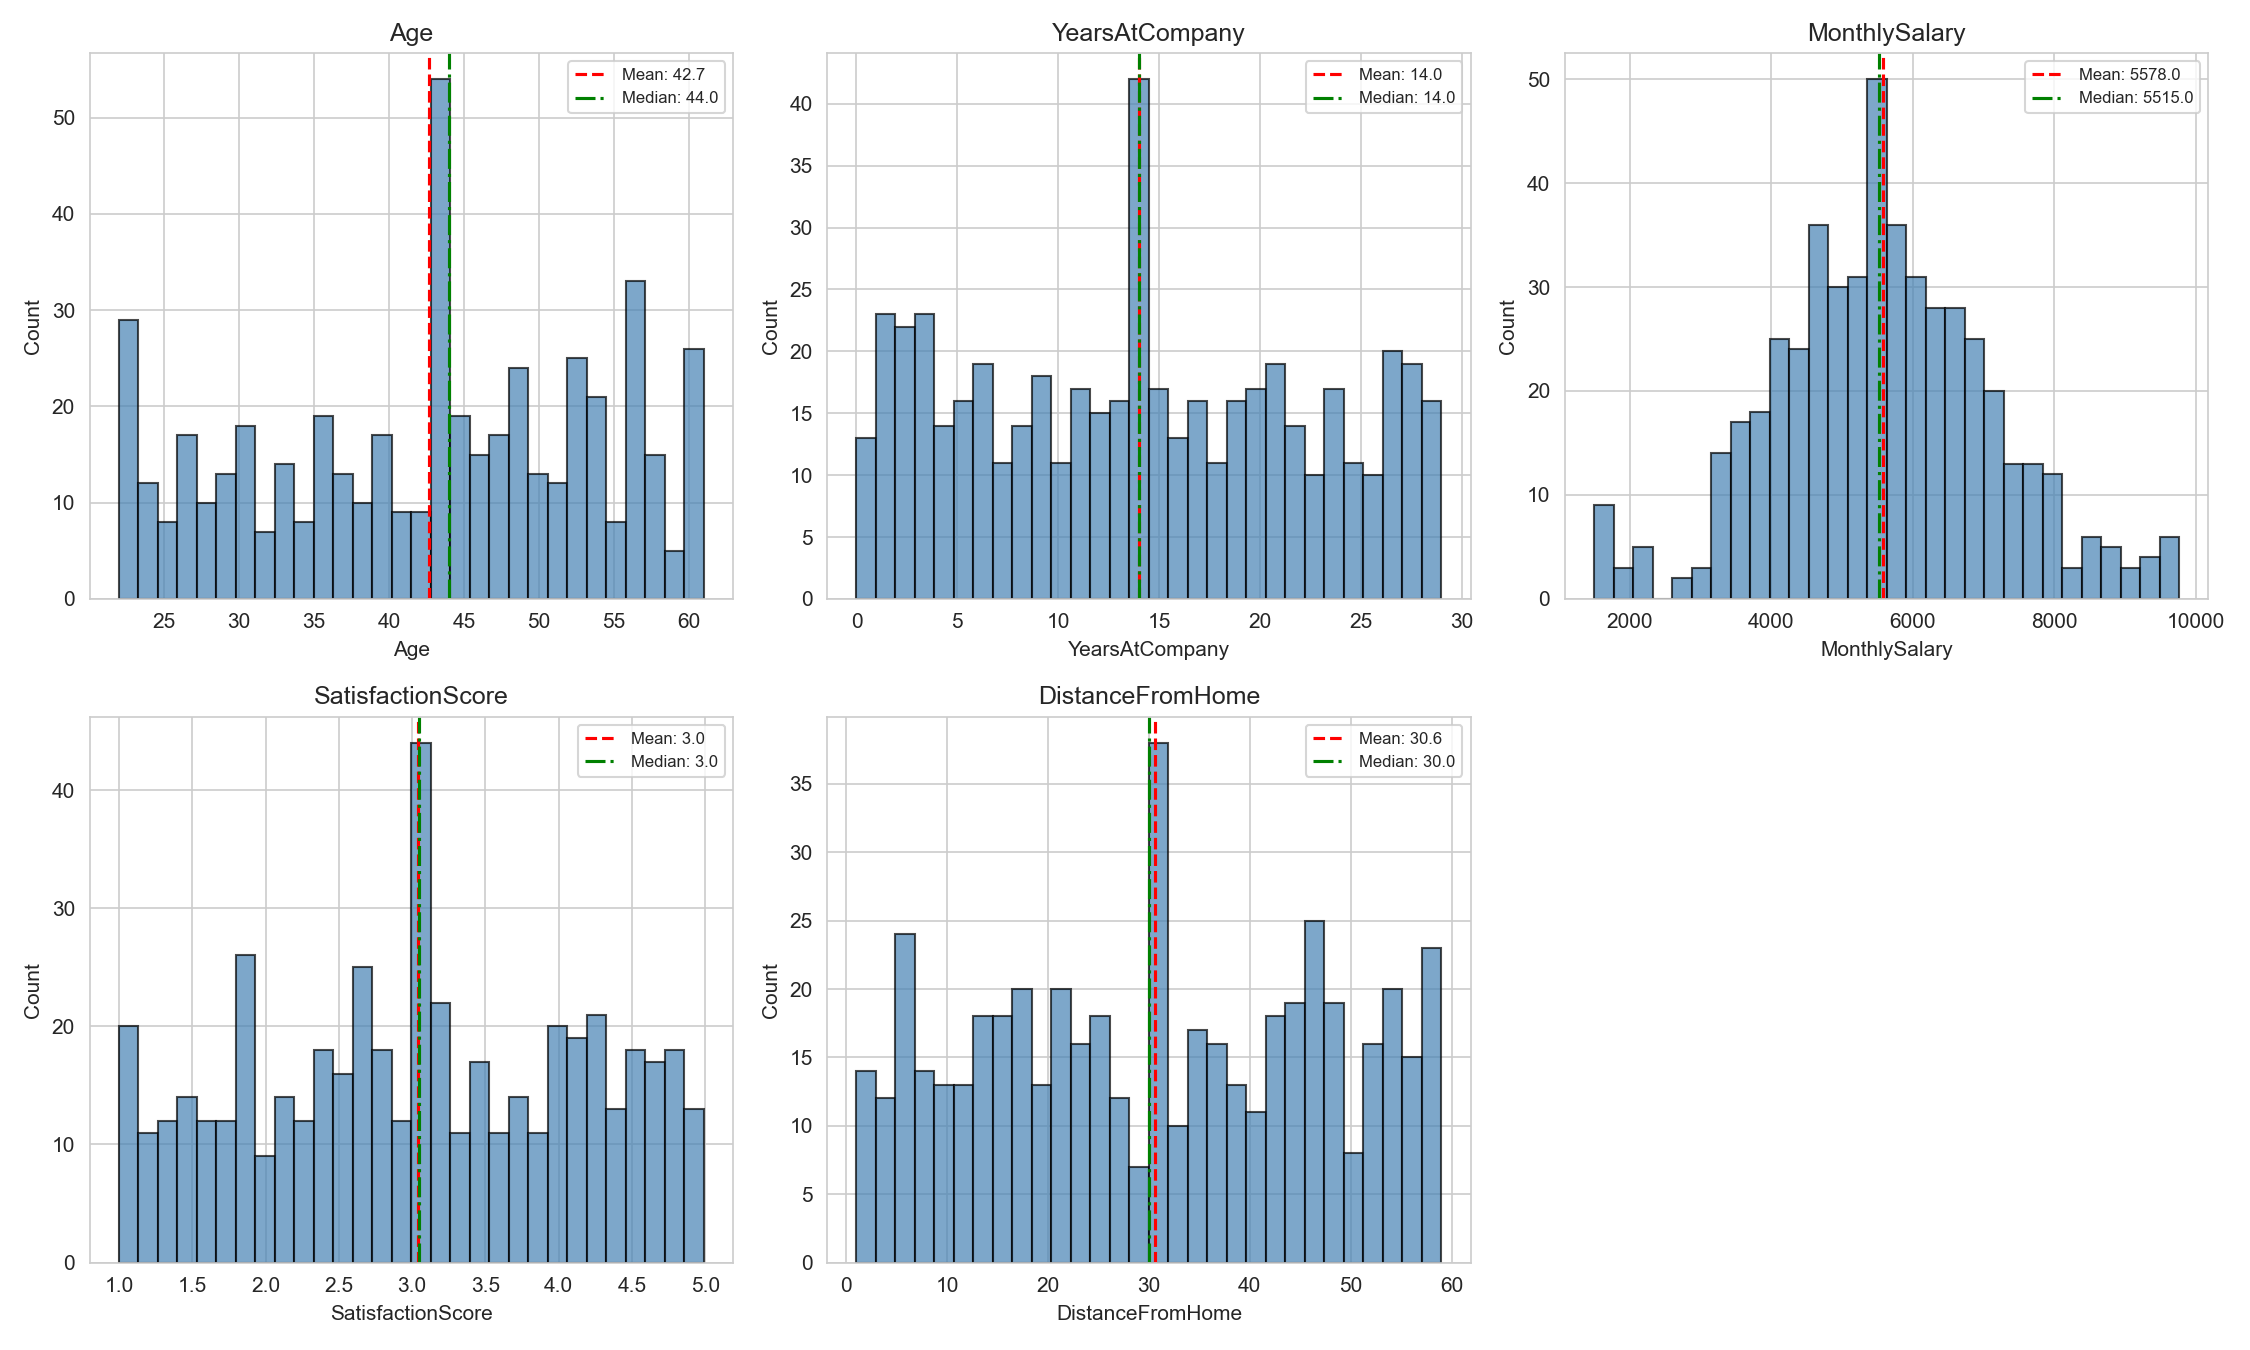 Age
Mean: 42.7
Median: 44.0
50
40
30
20
10
0
Count
25 30 35 40 45 50 55 60
Age
YearsAtCompany
Mean: 14.0
Median: 14.0
40
35
30
25
20
15
10
5
0
Count
0 5 10 15 20 25 30
YearsAtCompany
MonthlySalary
Mean: 5578.0
Median: 5515.0
50
40
30
20
10
0
Count
2000 4000 6000 8000 10000
MonthlySalary
SatisfactionScore
Mean: 3.0
Median: 3.0
40
30
20
10
0
Count
1.0 1.5 2.0 2.5 3.0 3.5 4.0 4.5 5.0
SatisfactionScore
DistanceFromHome
Mean: 30.6
Median: 30.0
35
30
25
20
15
10
5
0
Count
0 10 20 30 40 50 60
DistanceFromHome